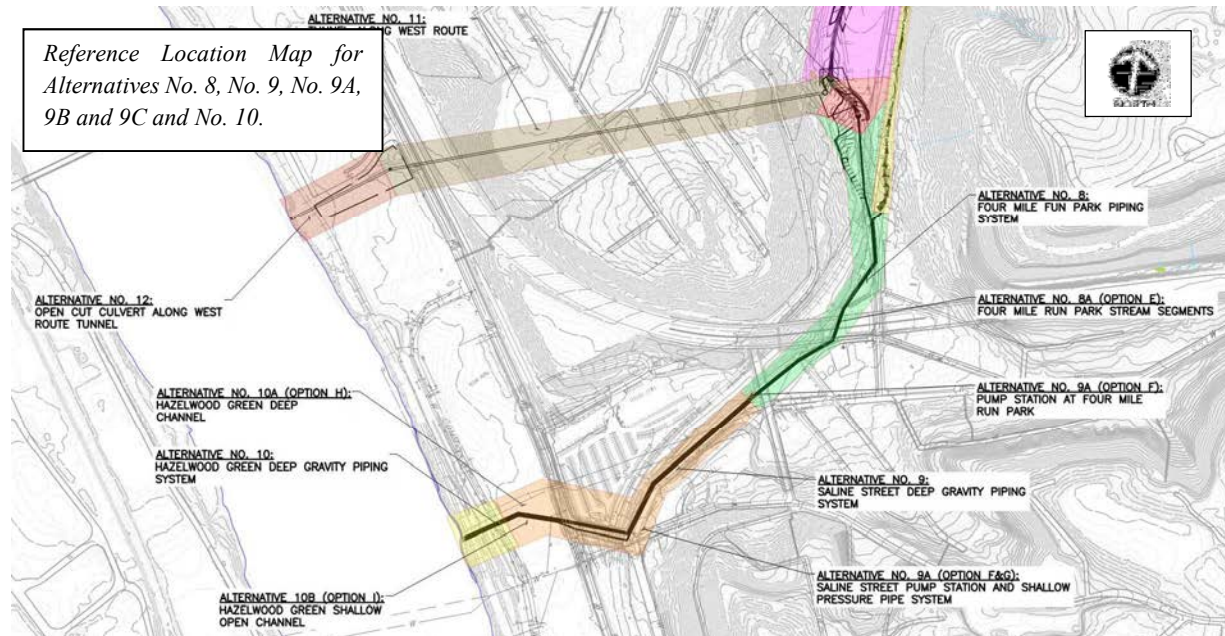 ALTERNATIVE NO. 11:
TUNNEL ALONG WEST ROUTE
Reference Location Map for
Alternatives No. 8, No. 9, No. 9A,
9B and 9C and No. 10.
NORTH
ALTERNATIVE NO. 8:
FOUR MILE FUN PARK PIPING
SYSTEM
ALTERNATIVE NO. 12:
OPEN CUT CULVERT ALONG WEST
ROUTE TUNNEL
ALTERNATIVE NO. 8A (OPTION E):
FOUR MILE RUN PARK STREAM SEGMENTS
ALTERNATIVE NO. 10A (OPTION H):
HAZELWOOD GREEN DEEP
CHANNEL
ALTERNATIVE NO. 9A (OPTION F):
PUMP STATION AT FOUR MILE
RUN PARK
ALTERNATIVE NO. 10:
HAZELWOOD GREEN DEEP GRAVITY PIPING
SYSTEM
ALTERNATIVE NO. 9:
SALINE STREET DEEP GRAVITY PIPING
SYSTEM
ALTERNATIVE NO. 9A (OPTION F&G):
SALINE STREET PUMP STATION AND SHALLOW
PRESSURE PIPE SYSTEM
ALTERNATIVE 10B (OPTION I):
HAZELWOOD GREEN SHALLOW
OPEN CHANNEL